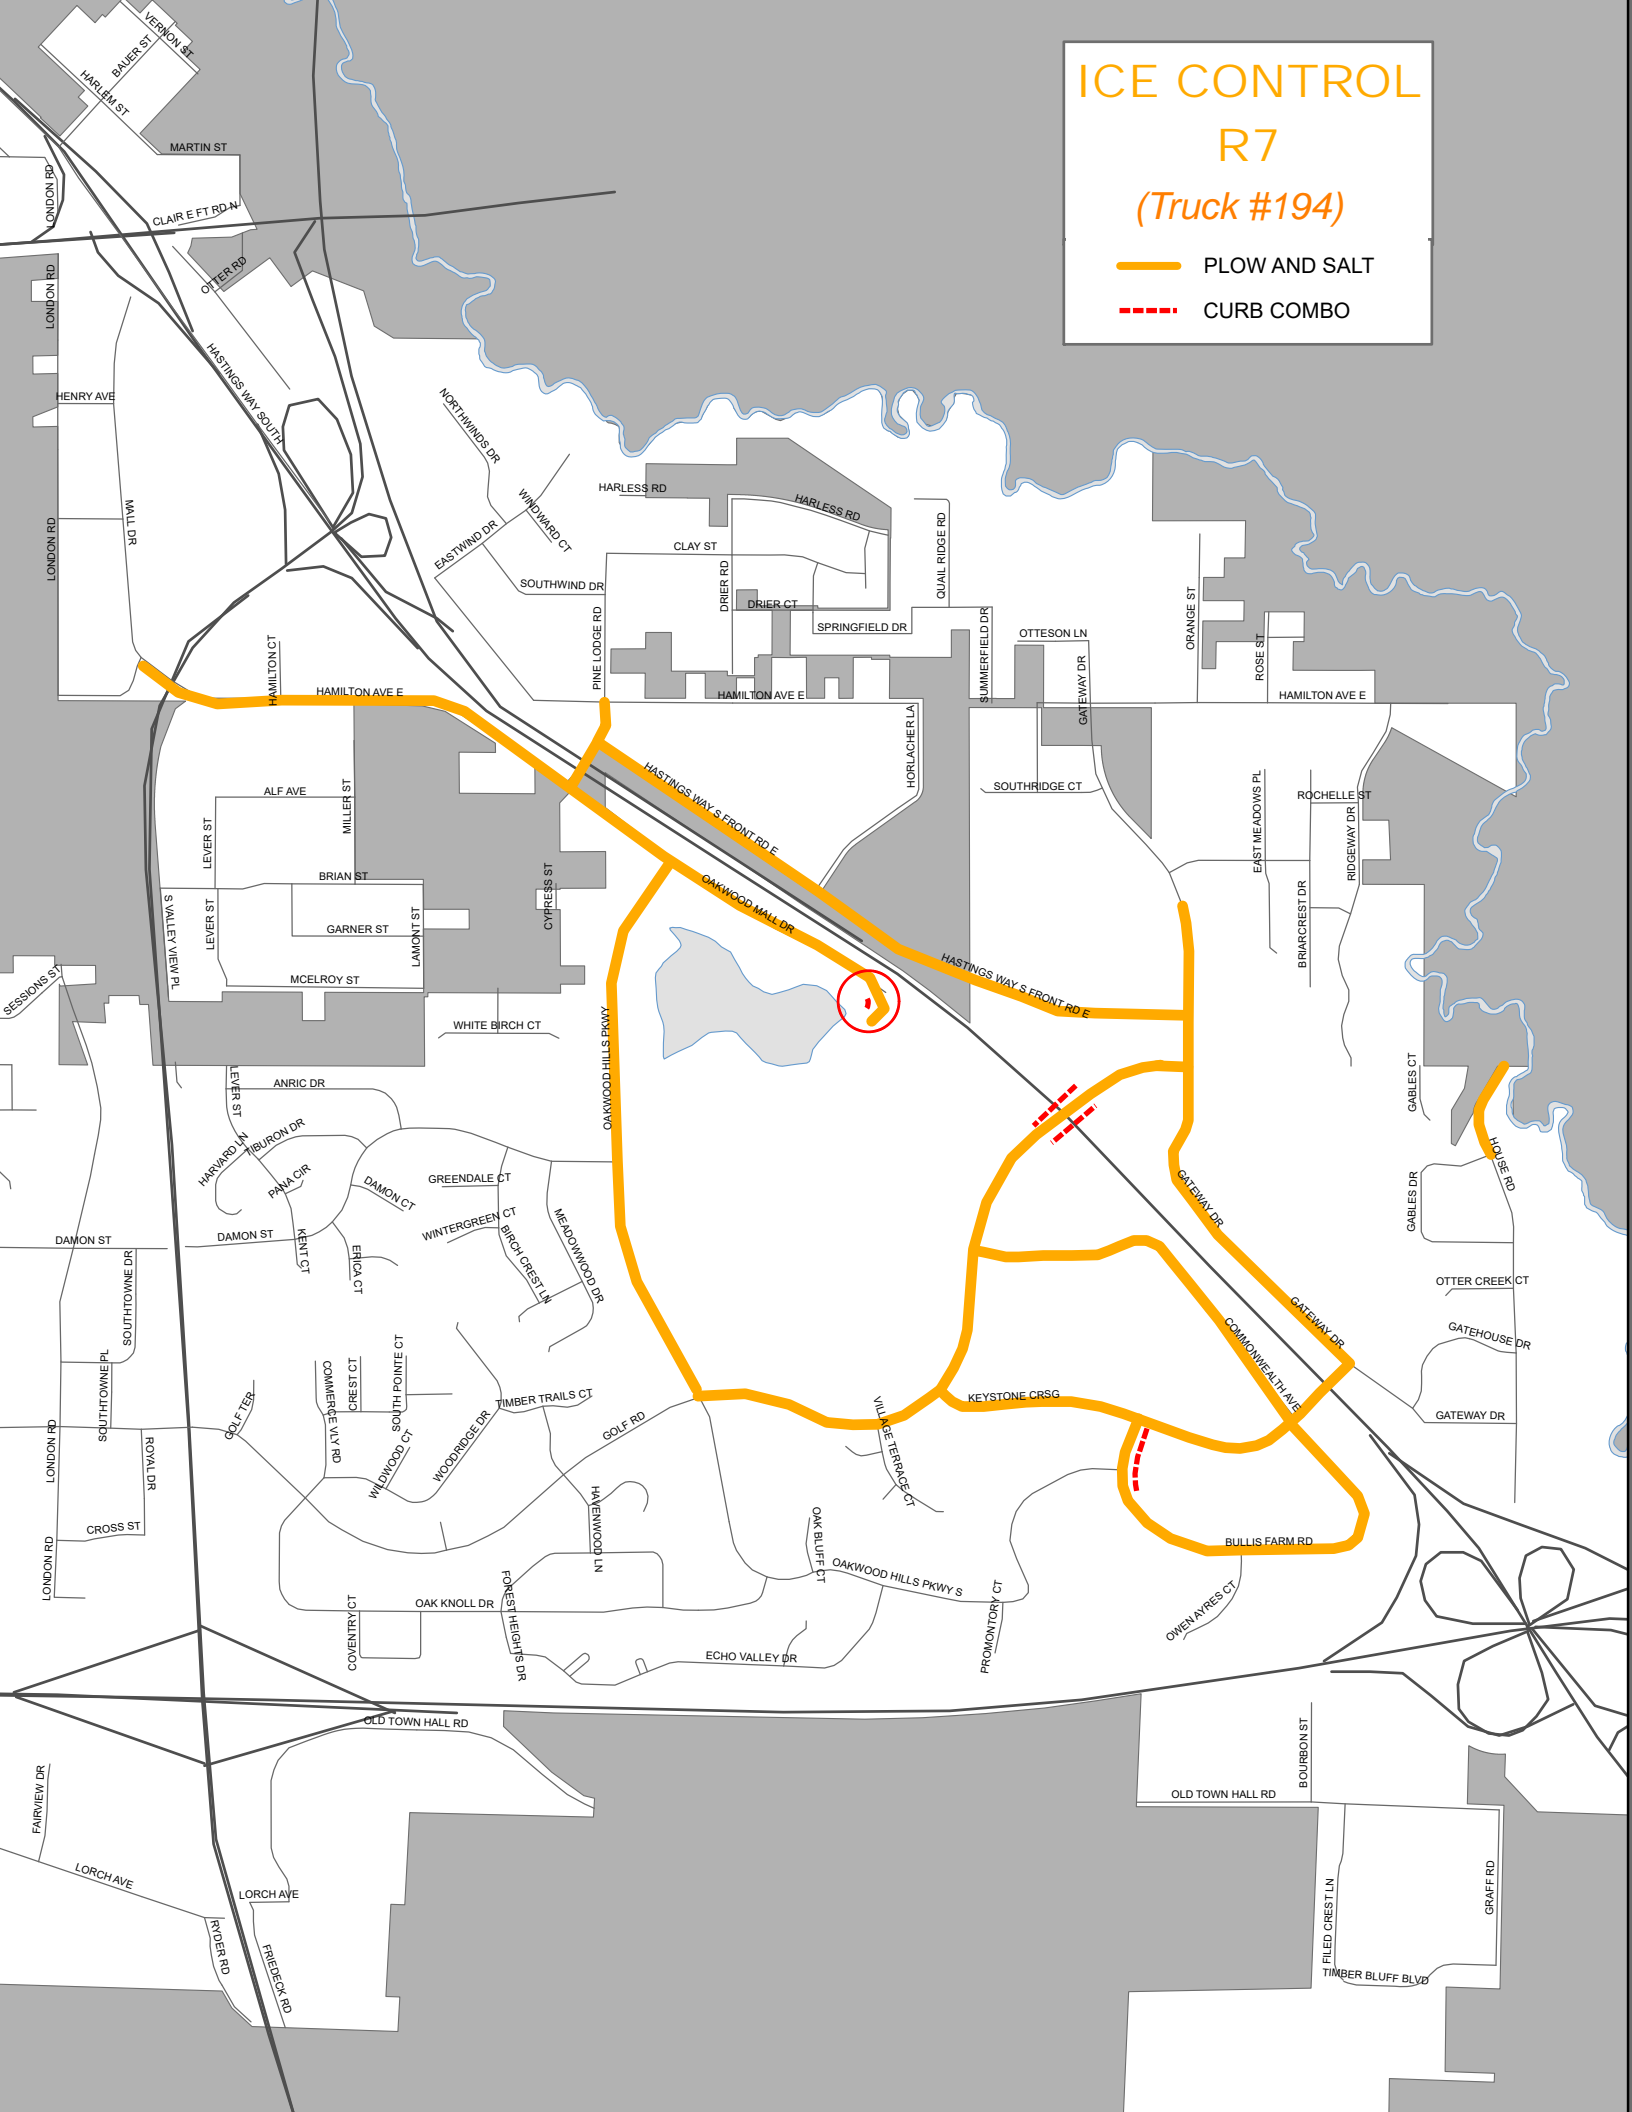 ICE CONTROL
R7
(Truck #194)
PLOW AND SALT
CURB COMBO
VERNON ST
BAUER ST
HARLEM ST
MARTIN ST
LONDON RD
CLAIR E FT RD N
OTTER RD
LONDON RD
HASTINGS WAY SOUTH
HENRY AVE
NORTHWINDS DR
HARLESS RD
HARLESS RD
MALL DR
LONDON RD
WINDWARD CT
EASTWIND DR
CLAY ST
QUAIL RIDGE RD
SOUTHWIND DR
DRIER RD
DRIER CT
ORANGE ST
SPRINGFIELD DR
OTTESON LN
PINE LODGE RD
SUMMERFIELD DR
GATEWAY DR
ROSE ST
HAMILTON CT
HAMILTON AVE E
HAMILTON AVE E
HAMILTON AVE E
HORLACHER LA
HASTINGS WAY S FRONT RD E
SOUTHRIDGE CT
ALF AVE
MILLER ST
LEVER ST
EAST MEADOWS PL
ROCHELLE ST
RIDGEWAY DR
BRIAN ST
CYPRESS ST
OAKWOOD MALL DR
S VALLEY VIEW PL
LEVER ST
GARNER ST
LAMONT ST
BRIARCREST DR
MCELROY ST
SESSIONS ST
HASTINGS WAY S FRONT RD E
WHITE BIRCH CT
OAKWOOD HILLS PKWY
LEVER ST
ANRIC DR
GABLES CT
HARVARD LN
TIBURON DR
PANA CIR
DAMON CT
GREENDALE CT
HOUSE RD
GABLES DR
WINTERGREEN CT
BIRCH CREST LN
MEADOWWOOD DR
GATEWAY DR
DAMON ST
DAMON ST
KENT CT
ERICA CT
SOUTHTOWNE DR
OTTER CREEK CT
GATEWAY DR
GATEHOUSE DR
COMMONWEALTH AVE
SOUTHTOWNE PL
COMMERCE VLY RD
CREST CT
SOUTH POINTE CT
TIMBER TRAILS CT
KEYSTONE CRSG
GATEWAY DR
GOLF TER
GOLF RD
VILLAGE TERRACE CT
LONDON RD
ROYAL DR
WILDWOOD CT
WOODRIDGE DR
HAVENWOOD LN
CROSS ST
OAK BLUFF CT
BULLIS FARM RD
LONDON RD
OAKWOOD HILLS PKWY S
OAK KNOLL DR
COVENTRY CT
FOREST HEIGHTS DR
PROMONTORY CT
OWEN AYRES CT
ECHO VALLEY DR
OLD TOWN HALL RD
BOURBON ST
OLD TOWN HALL RD
FAIRVIEW DR
LORCH AVE
LORCH AVE
RYDER RD
FRIEDECK RD
GRAFF RD
FILED CREST LN
TIMBER BLUFF BLVD